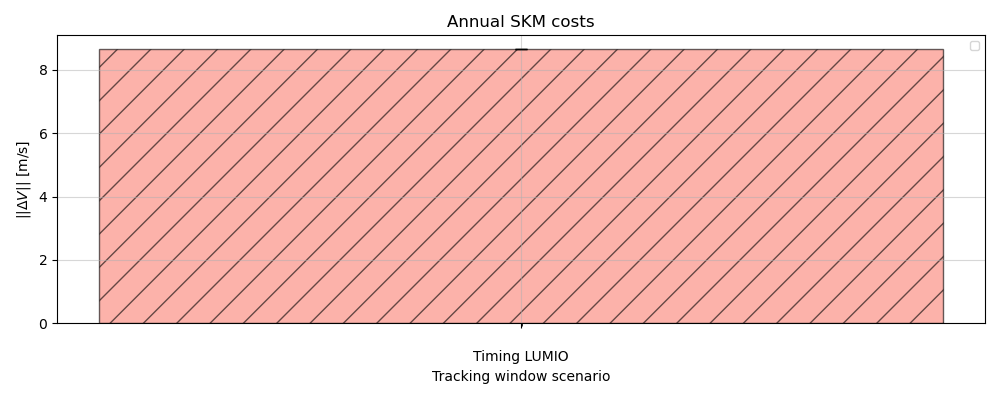 Annual SKM costs
8
6
4
2
0
||ΔV|| [m/s]
Timing LUMIO
Tracking window scenario